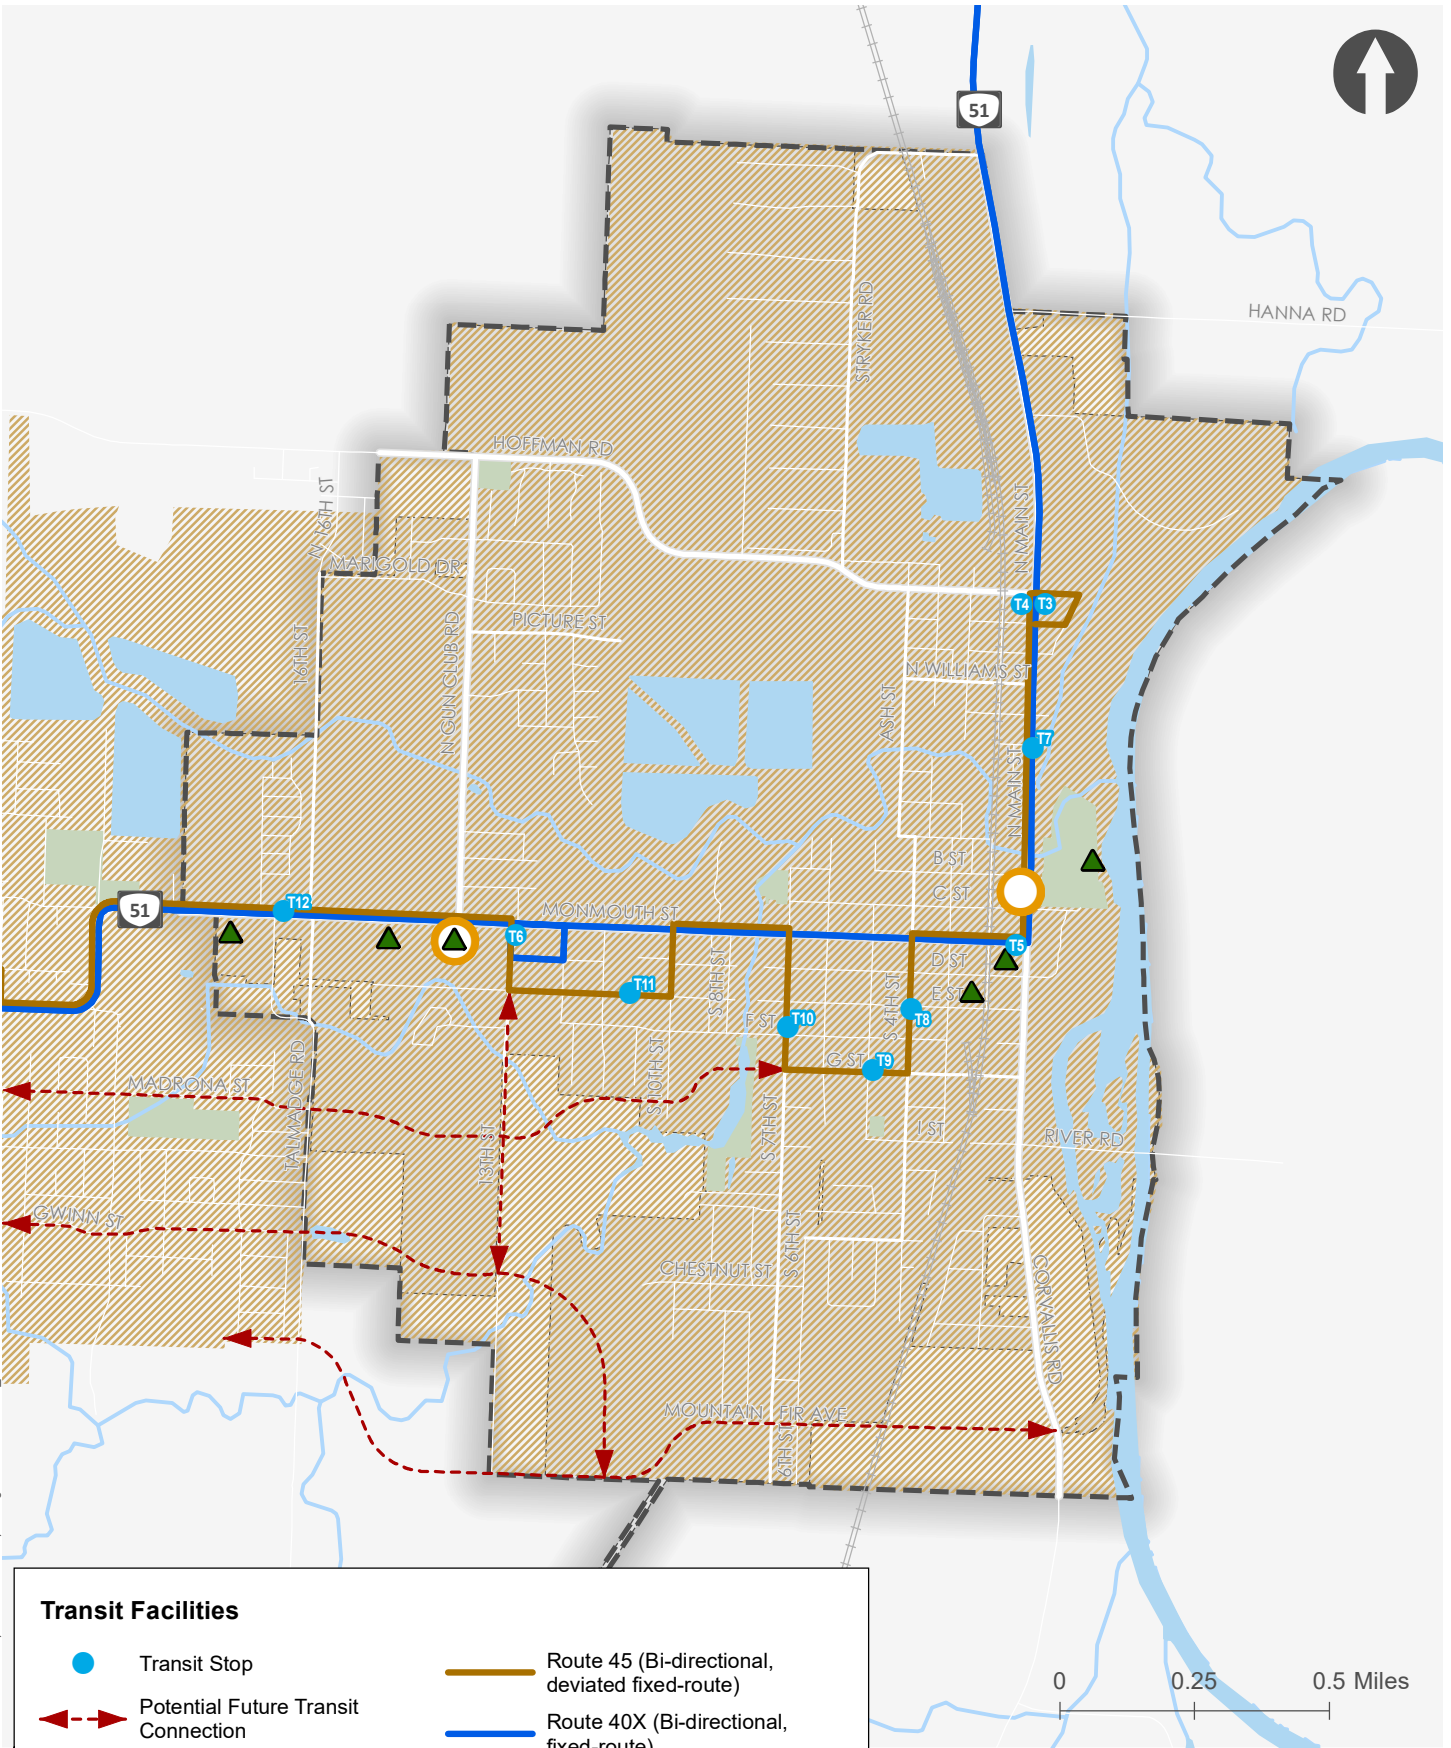 51
HANNA RD
STRYKER RD
HOFFMAN RD
N 16TH ST
N MAIN ST
MARIGOLD DR
T4
T3
PICTURE ST
16TH ST
N GUN CLUB RD
N WILLIAMS ST
ASH ST
T7
N MAIN ST
B ST
C ST
T12
51
MONMOUTH ST
T6
T5
D ST
S 8TH ST
T11
E ST
S 4TH ST
F ST
T10
T8
G ST
T9
MADRONA ST
S 10TH ST
TALMADGE RD
13TH ST
S 7TH ST
I ST
RIVER RD
GWINN ST
S 6TH ST
CHESTNUT ST
CORVALLIS RD
MOUNTAIN FIR AVE
6TH ST
Transit Facilities
Transit Stop
Potential Future Transit
Connection
Route 45 (Bi-directional,
deviated fixed-route)
Route 40X (Bi-directional,
fixed-route)
0 0.25 0.5 Miles